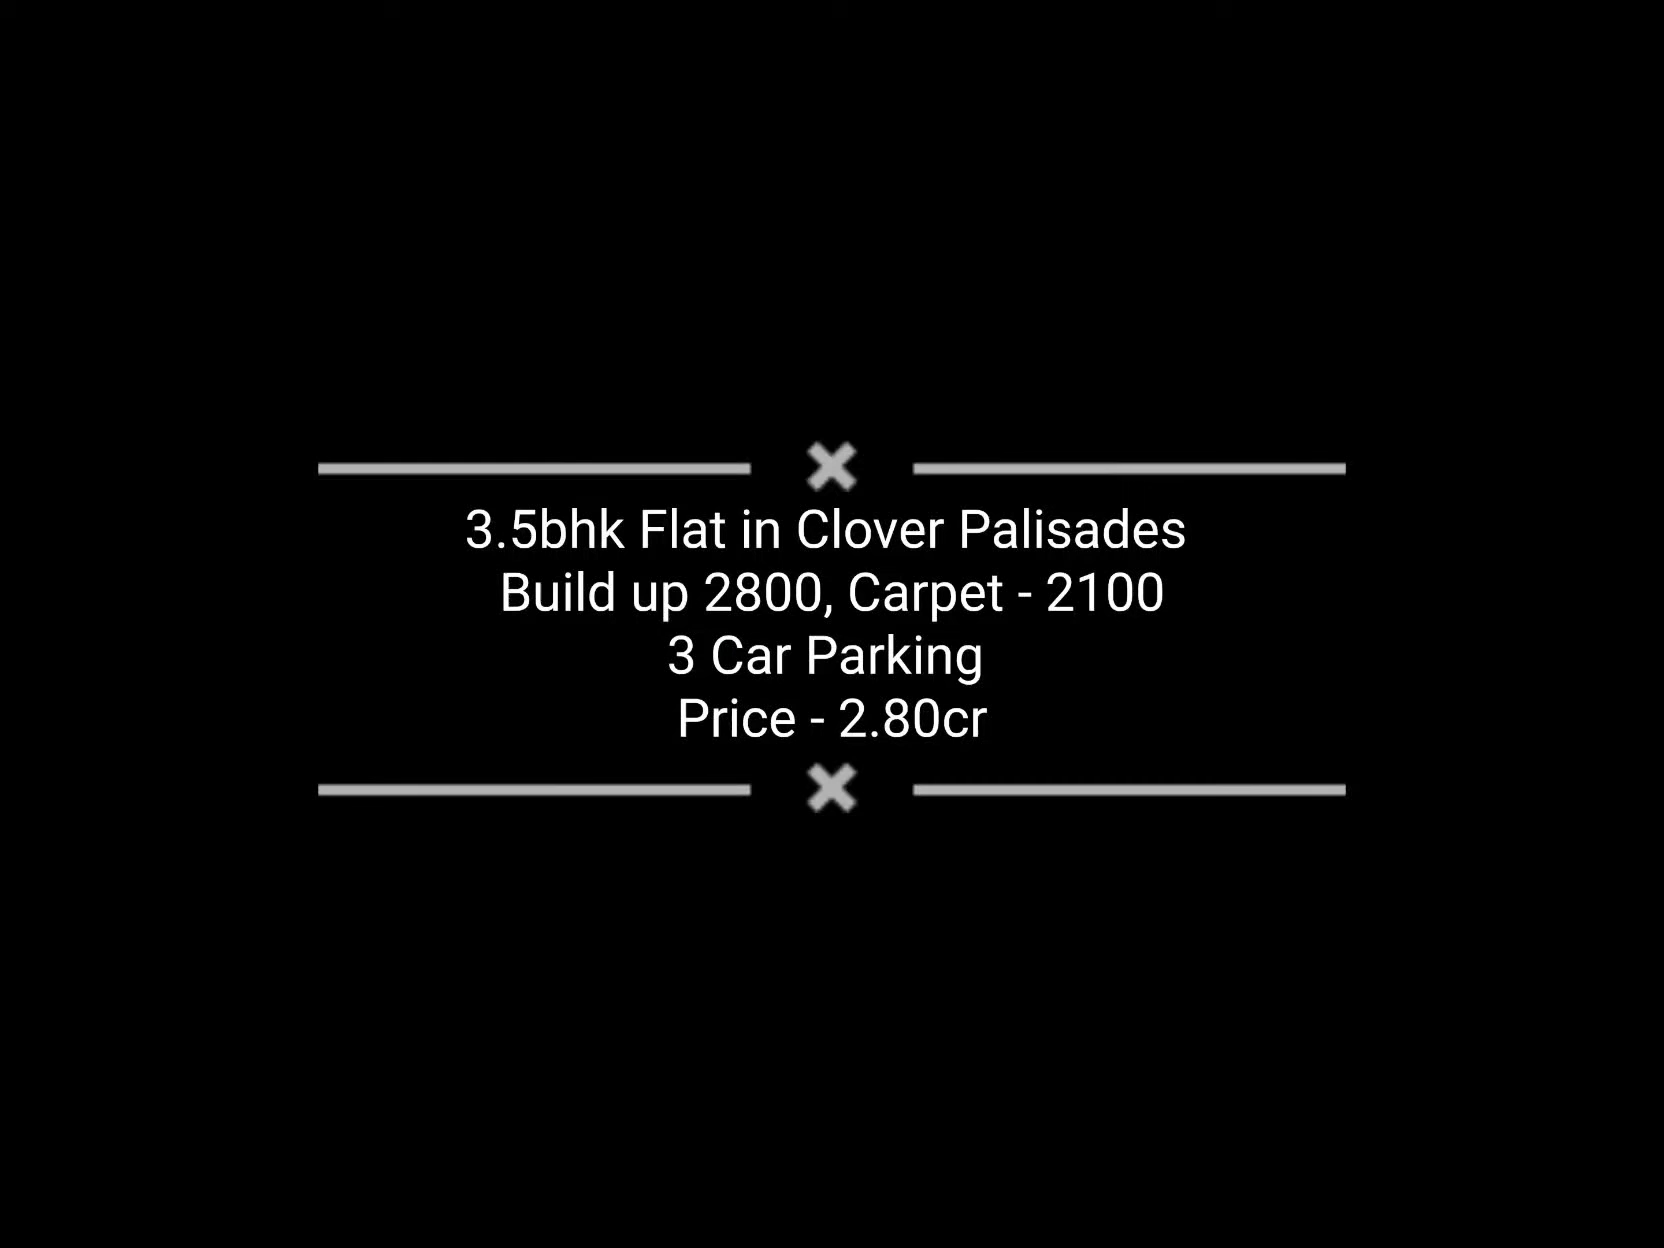 3.5bhk Flat in Clover Palisades
Build up 2800, Carpet - 2100
3 Car Parking
Price - 2.80cr